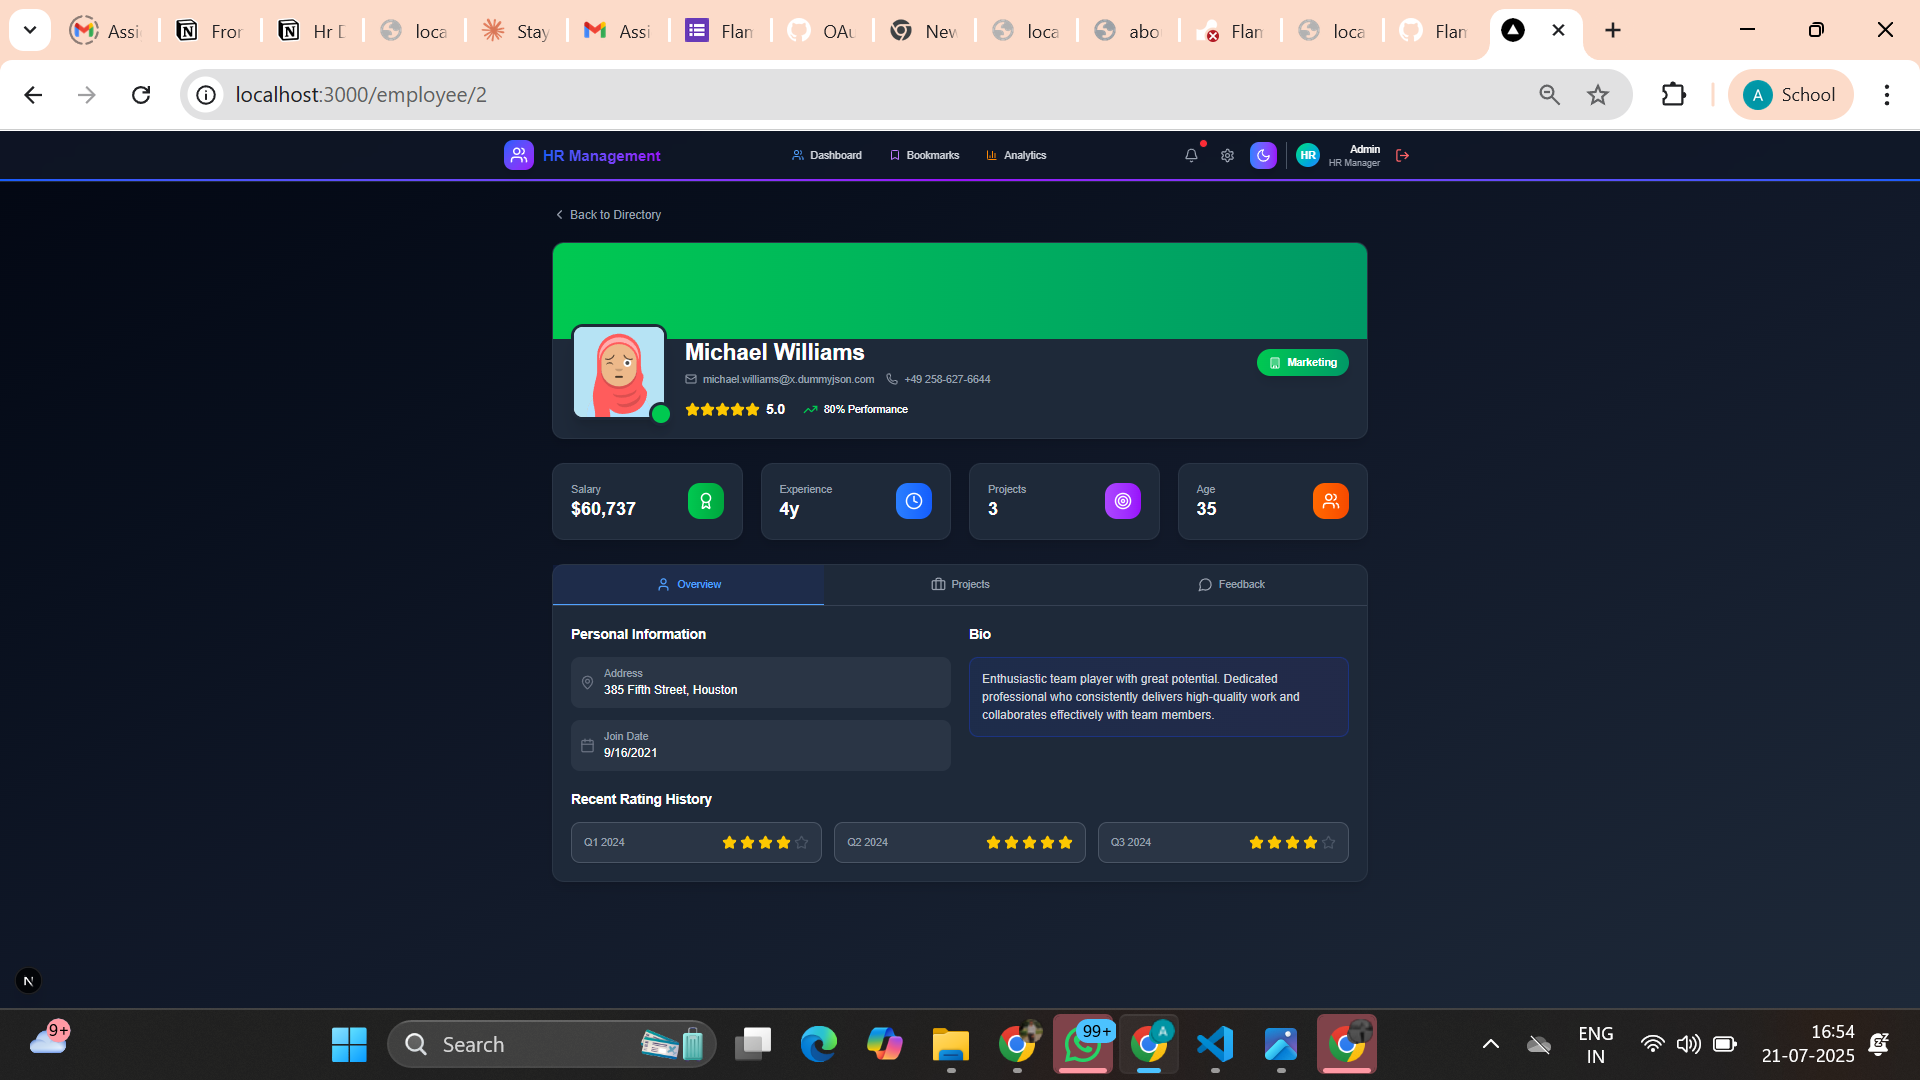 Assi
Fror
Hr D
loca
Stay
Assi
Flam
OAu
New
loca
abo
Flam
loca
Flam
localhost:3000/employee/2
A
School
HR Management
Dashboard
Bookmarks
Analytics
HR
Admin
HR Manager
Back to Directory
Michael Williams
michael.williams@x.dummyjson.com
+49 258-627-6644
5.0
80% Performance
Marketing
Salary
$60,737
Experience
4y
Projects
3
Age
35
Overview
Projects
Feedback
Personal Information
Address
385 Fifth Street, Houston
Join Date
9/16/2021
Bio
Enthusiastic team player with great potential. Dedicated
professional who consistently delivers high-quality work and
collaborates effectively with team members.
Recent Rating History
Q1 2024
Q2 2024
Q3 2024
N
9+
Search
99+
A
ENG
IN
16:54
21-07-2025